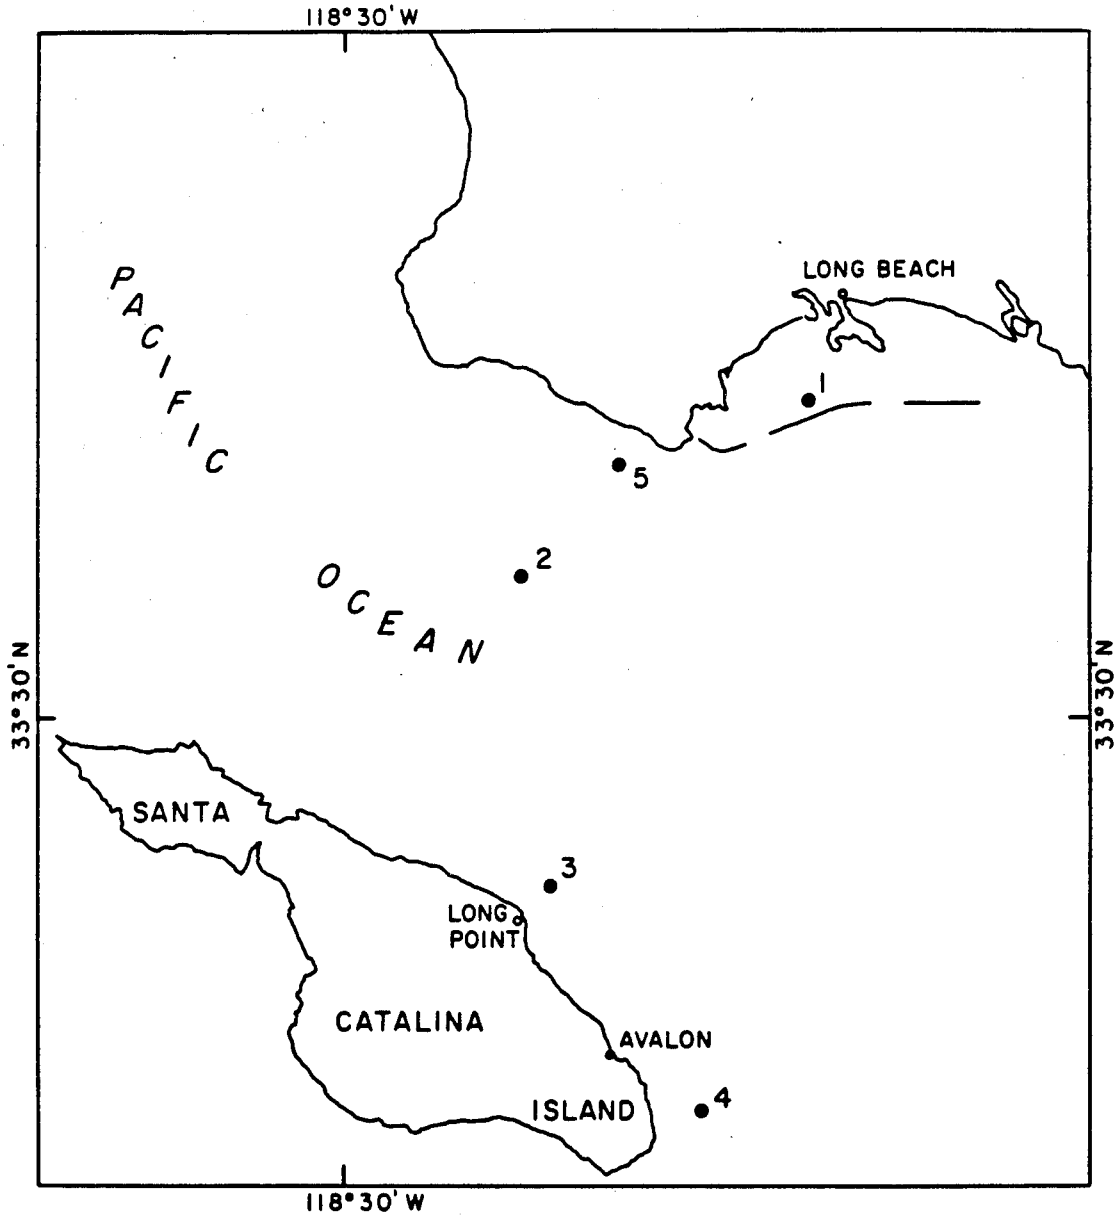 118°30'W
LONG BEACH
PACIFIC
1
5
2
OCEAN
33°30'N
33°30'N
SANTA
3
LONG
POINT
CATALINA
AVALON
4
ISLAND
118°30'W